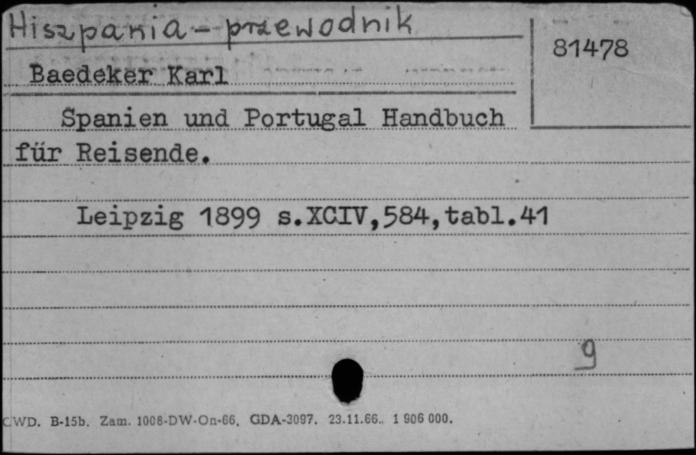 Hiszpania - przewodnik
81478
Baedeker Karl
Spanien und Portugal Handbuch
für Reisende.
Leipzig 1899 s.XCIV,584,tabl.41
9
CWD. B-15b. Zam. 1008-DW-On-66. GDA-3097. 23.11.66. 1 906 000.